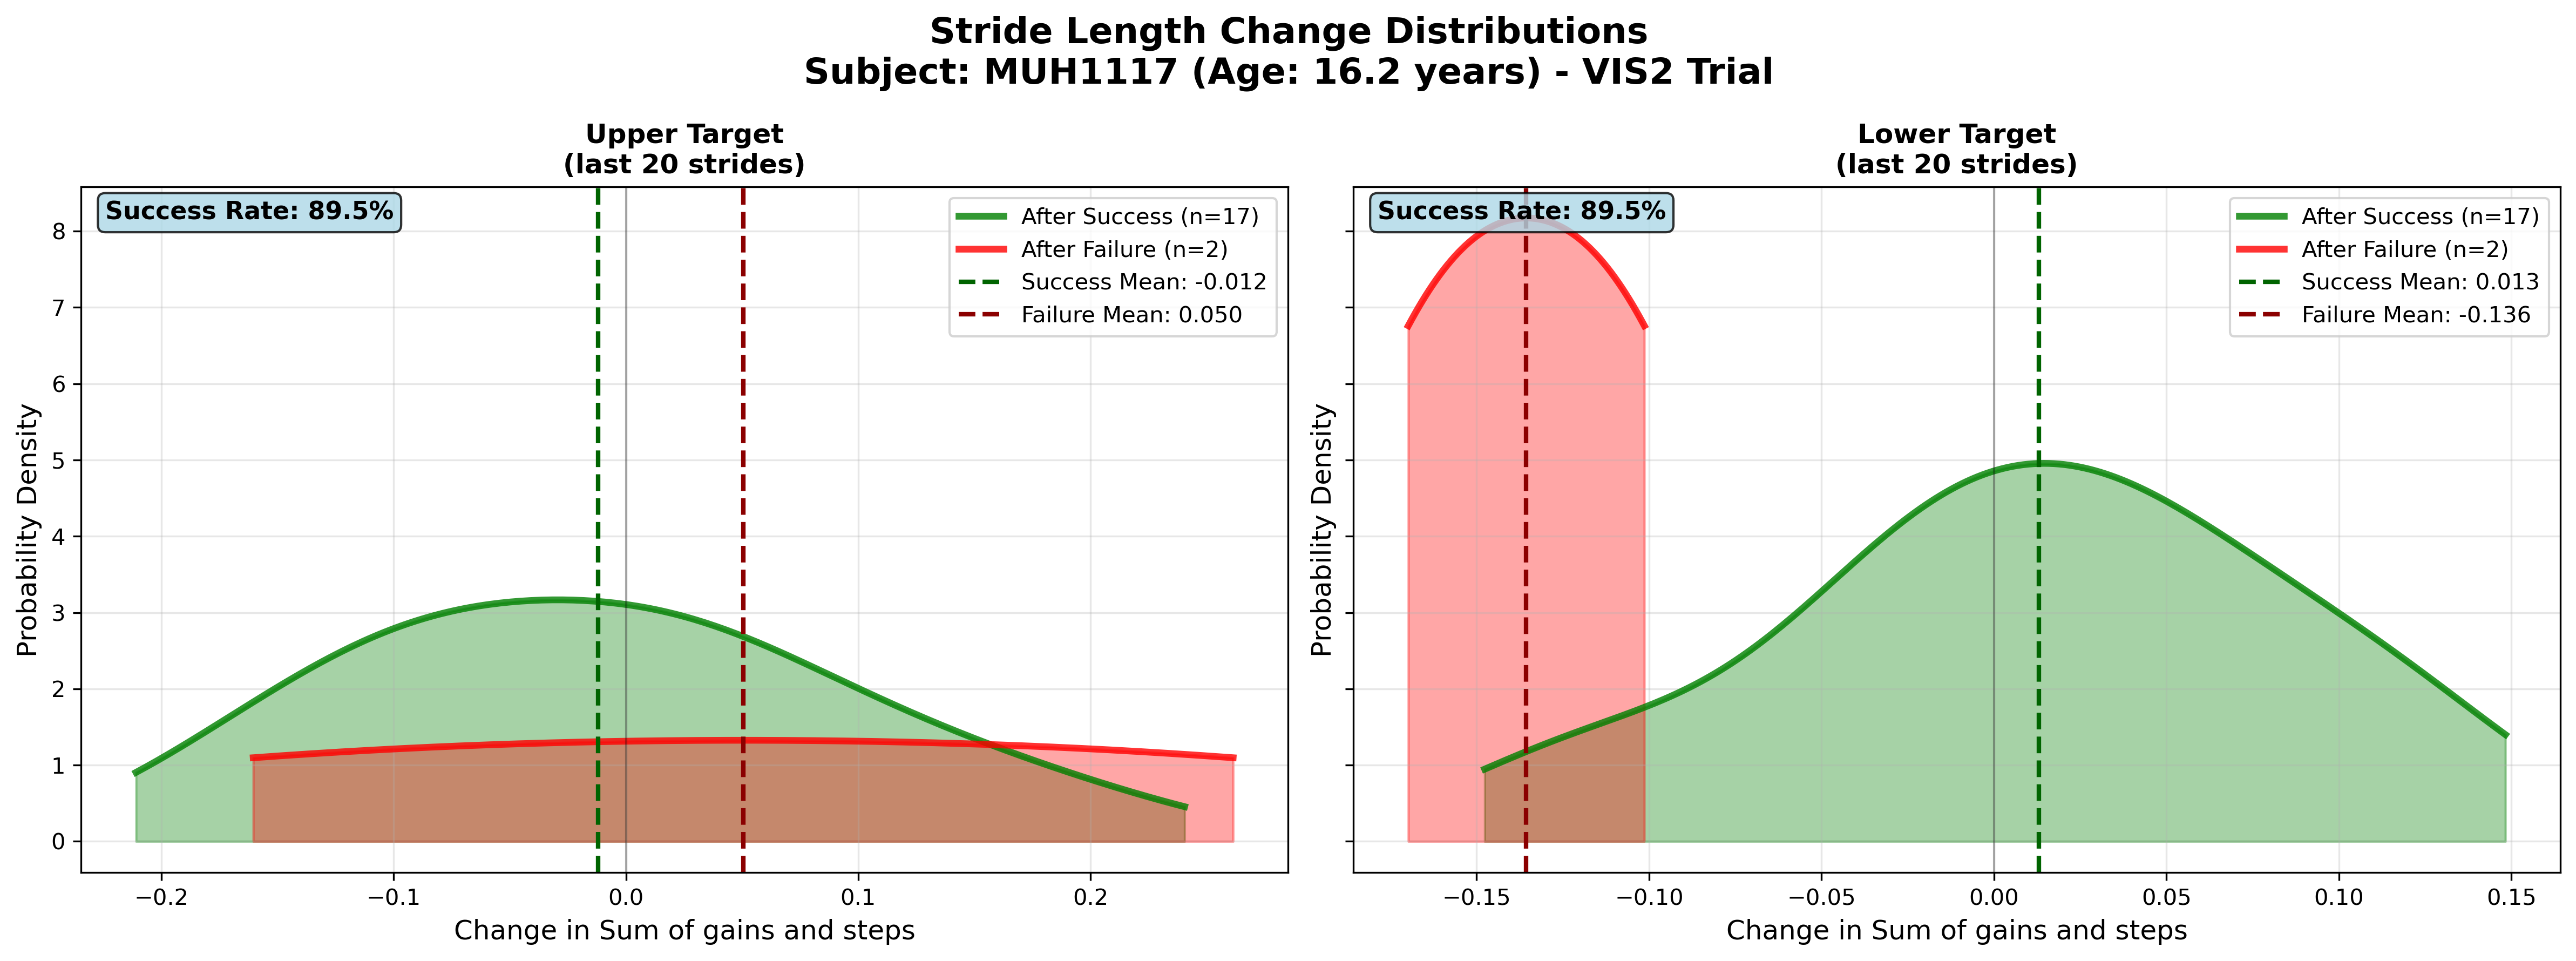 Stride Length Change Distributions
Subject: MUH1117 (Age: 16.2 years) - VIS2 Trial
Upper Target
(last 20 strides)
Success Rate: 89.5%
After Success (n=17)
After Failure (n=2)
Success Mean: -0.012
Failure Mean: 0.050
Probability Density
8
7
6
5
4
3
2
1
0
−0.2
−0.1
0.0
0.1
0.2
Change in Sum of gains and steps
Lower Target
(last 20 strides)
Success Rate: 89.5%
After Success (n=17)
After Failure (n=2)
Success Mean: 0.013
Failure Mean: -0.136
Probability Density
−0.15
−0.10
−0.05
0.00
0.05
0.10
0.15
Change in Sum of gains and steps